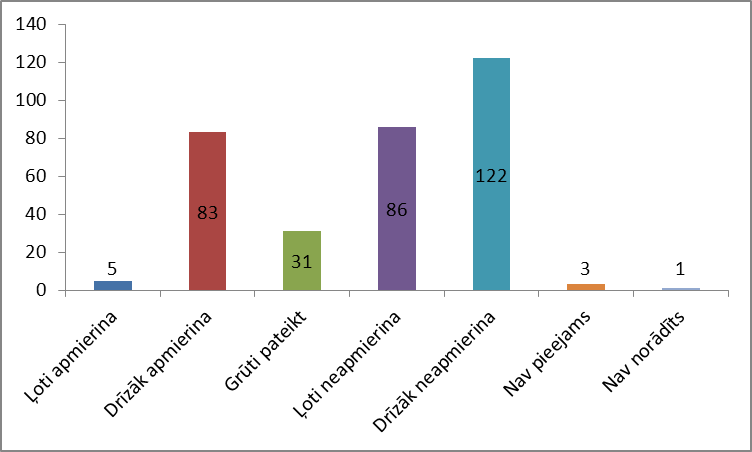 140
120
100
80
60
40
20
0
5
83
31
86
122
3
1
Ļoti apmierina
Drīzāk apmierina
Grūti pateikt
Ļoti neapmierina
Drīzāk neapmierina
Nav pieejams
Nav norādīts